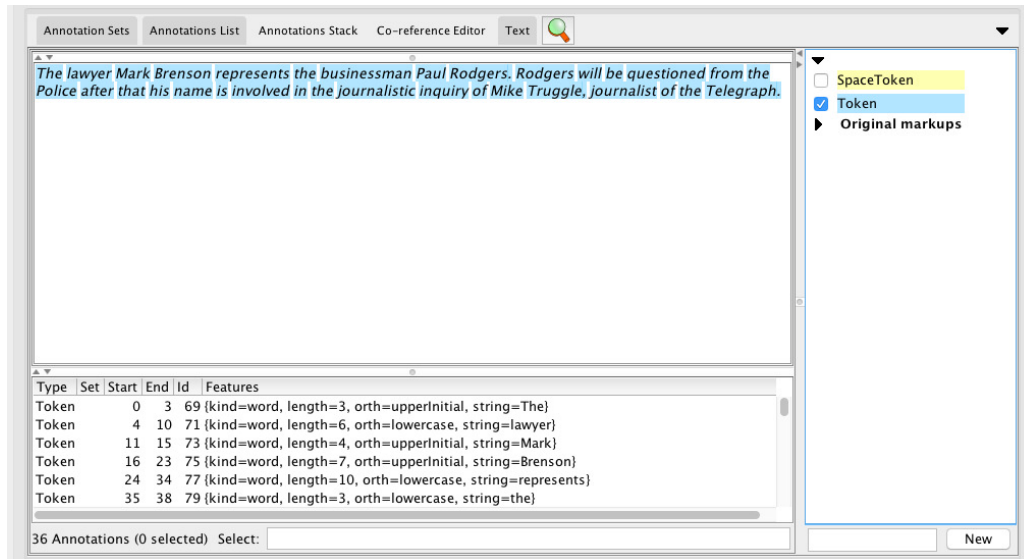 Annotation Sets Annotations List Annotations Stack Co-reference Editor Text
The lawyer Mark Brenson represents the businessman Paul Rodgers. Rodgers will be questioned from the
Police after that his name is involved in the journalistic inquiry of Mike Truggle, journalist of the Telegraph.
SpaceToken
Token
Original markups
Type Set Start End Id Features
Token 0 3 69 {kind=word, length=3, orth=upperInitial, string=The}
Token 4 10 71 {kind=word, length=6, orth=lowercase, string=lawyer}
Token 11 15 73 {kind=word, length=4, orth=upperInitial, string=Mark}
Token 16 23 75 {kind=word, length=7, orth=upperInitial, string=Brenson}
Token 24 34 77 {kind=word, length=10, orth=lowercase, string=represents}
Token 35 38 79 {kind=word, length=3, orth=lowercase, string=the}
36 Annotations (0 selected) Select:
New